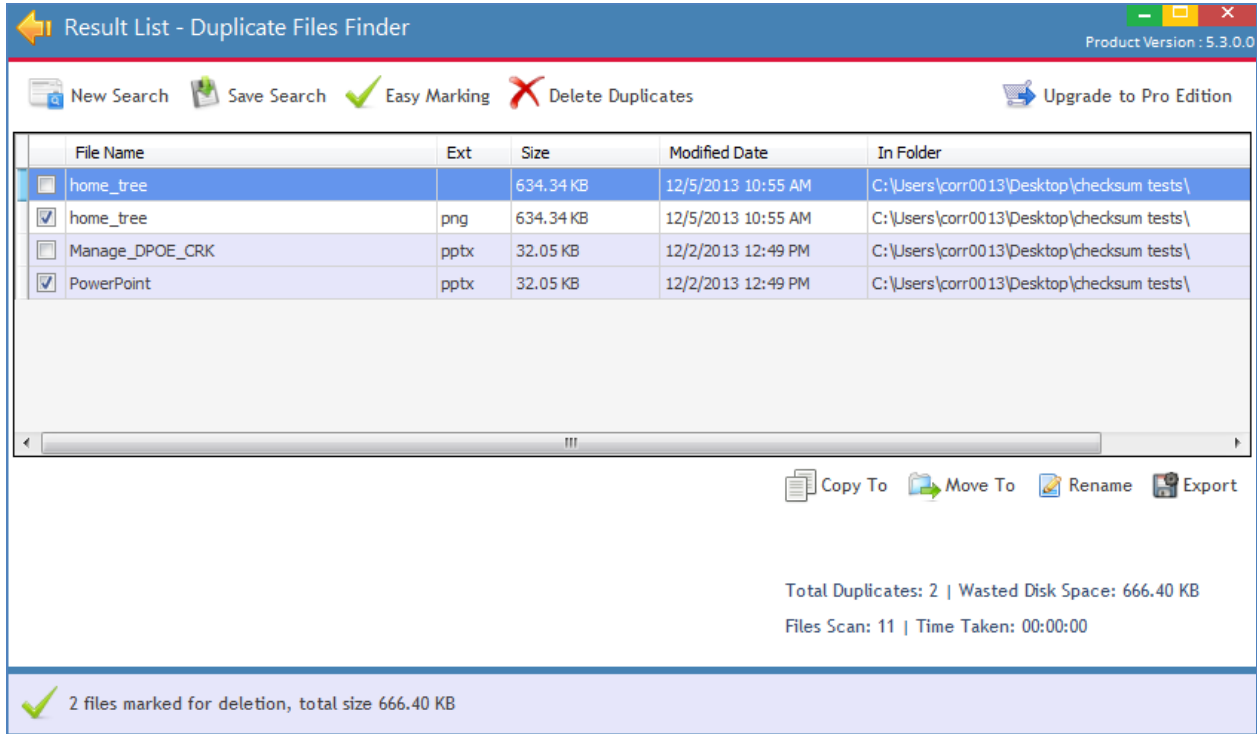 Result List - Duplicate Files Finder
Product Version : 5.3.0.0
New Search Save Search Easy Marking Delete Duplicates Upgrade to Pro Edition
File Name Ext Size Modified Date In Folder
home_tree 634.34 KB 12/5/2013 10:55 AM C:\Users\corr0013\Desktop\checksum tests\
home_tree png 634.34 KB 12/5/2013 10:55 AM C:\Users\corr0013\Desktop\checksum tests\
Manage_DPOE_CRK pptx 32.05 KB 12/2/2013 12:49 PM C:\Users\corr0013\Desktop\checksum tests\
PowerPoint pptx 32.05 KB 12/2/2013 12:49 PM C:\Users\corr0013\Desktop\checksum tests\
Copy To Move To Rename Export
Total Duplicates: 2 | Wasted Disk Space: 666.40 KB
Files Scan: 11 | Time Taken: 00:00:00
2 files marked for deletion, total size 666.40 KB